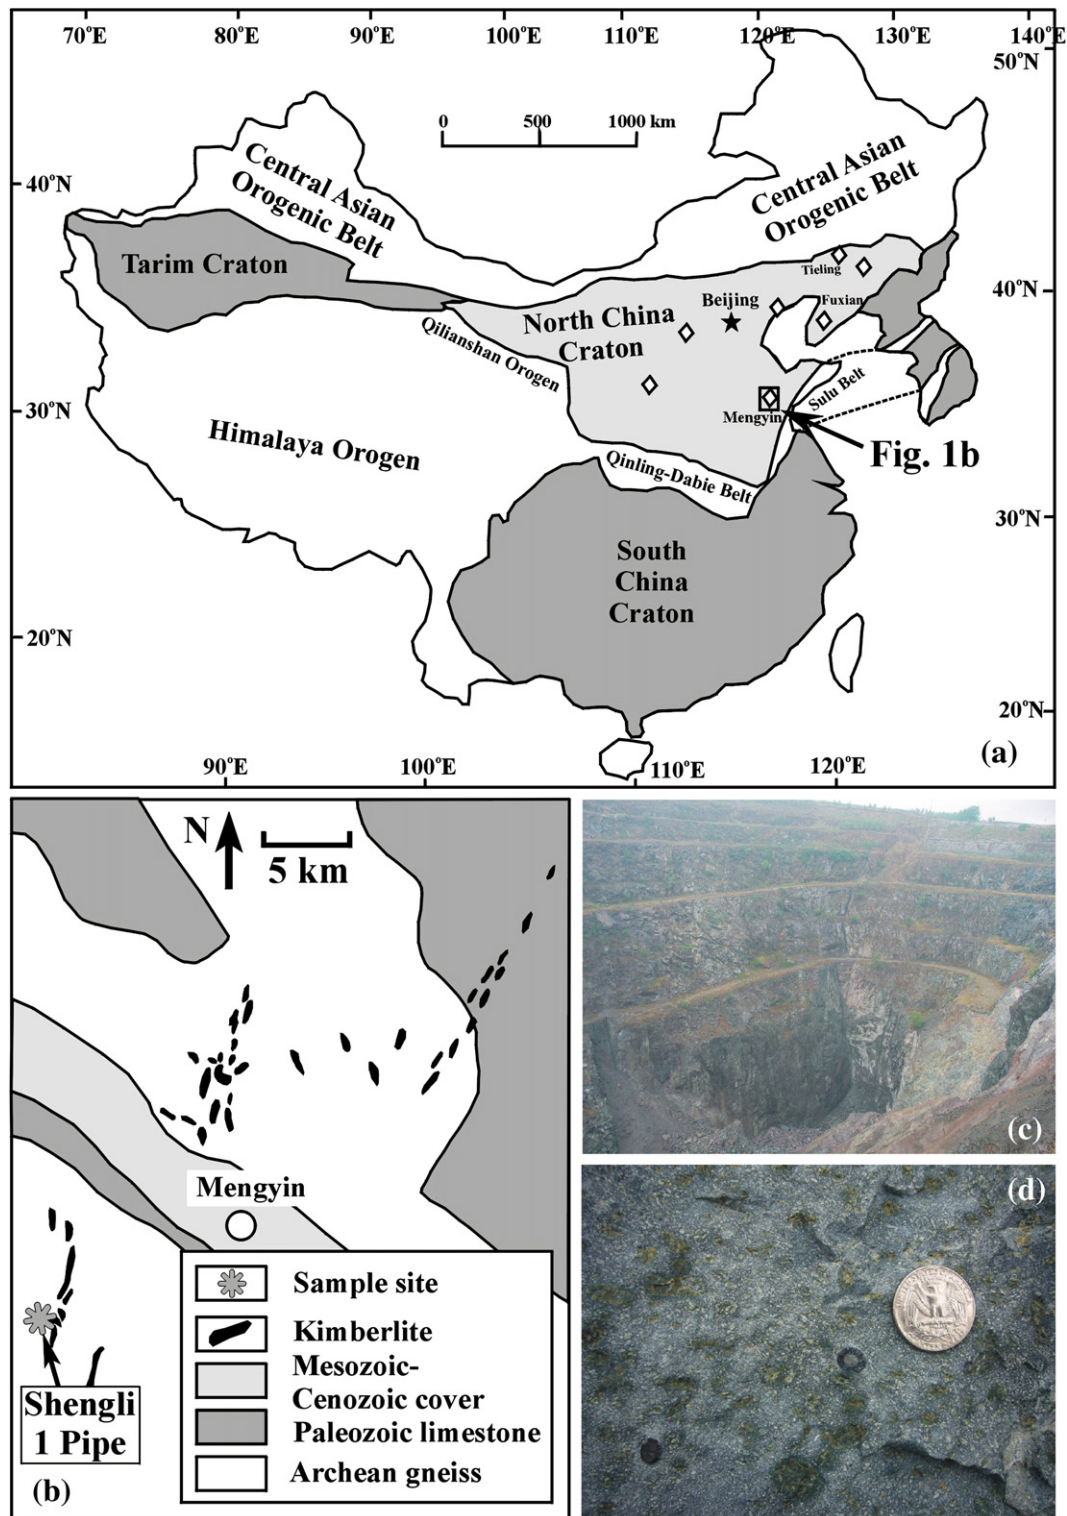 70°E 80°E 90°E 100°E 110°E 120°E 130°E 140°E
50°N
0 500 1000 km
Central Asian
Orogenic Belt
Central Asian
Orogenic Belt
40°N
Tarim Craton
Tieling
40°N
Beijing
Fuxian
North China
Craton
Qilianshan Orogen
Sulu Belt
30°N
Mengyin
Himalaya Orogen
Fig. 1b
Qinling-Dabie Belt
30°N
South
China
Craton
20°N
20°N
(a)
90°E 100°E 110°E 120°E
N
5 km
Mengyin
Sample site
Kimberlite
Mesozoic-
Cenozoic cover
Paleozoic limestone
Archean gneiss
Shengli
1 Pipe
(b)
(c)
(d)